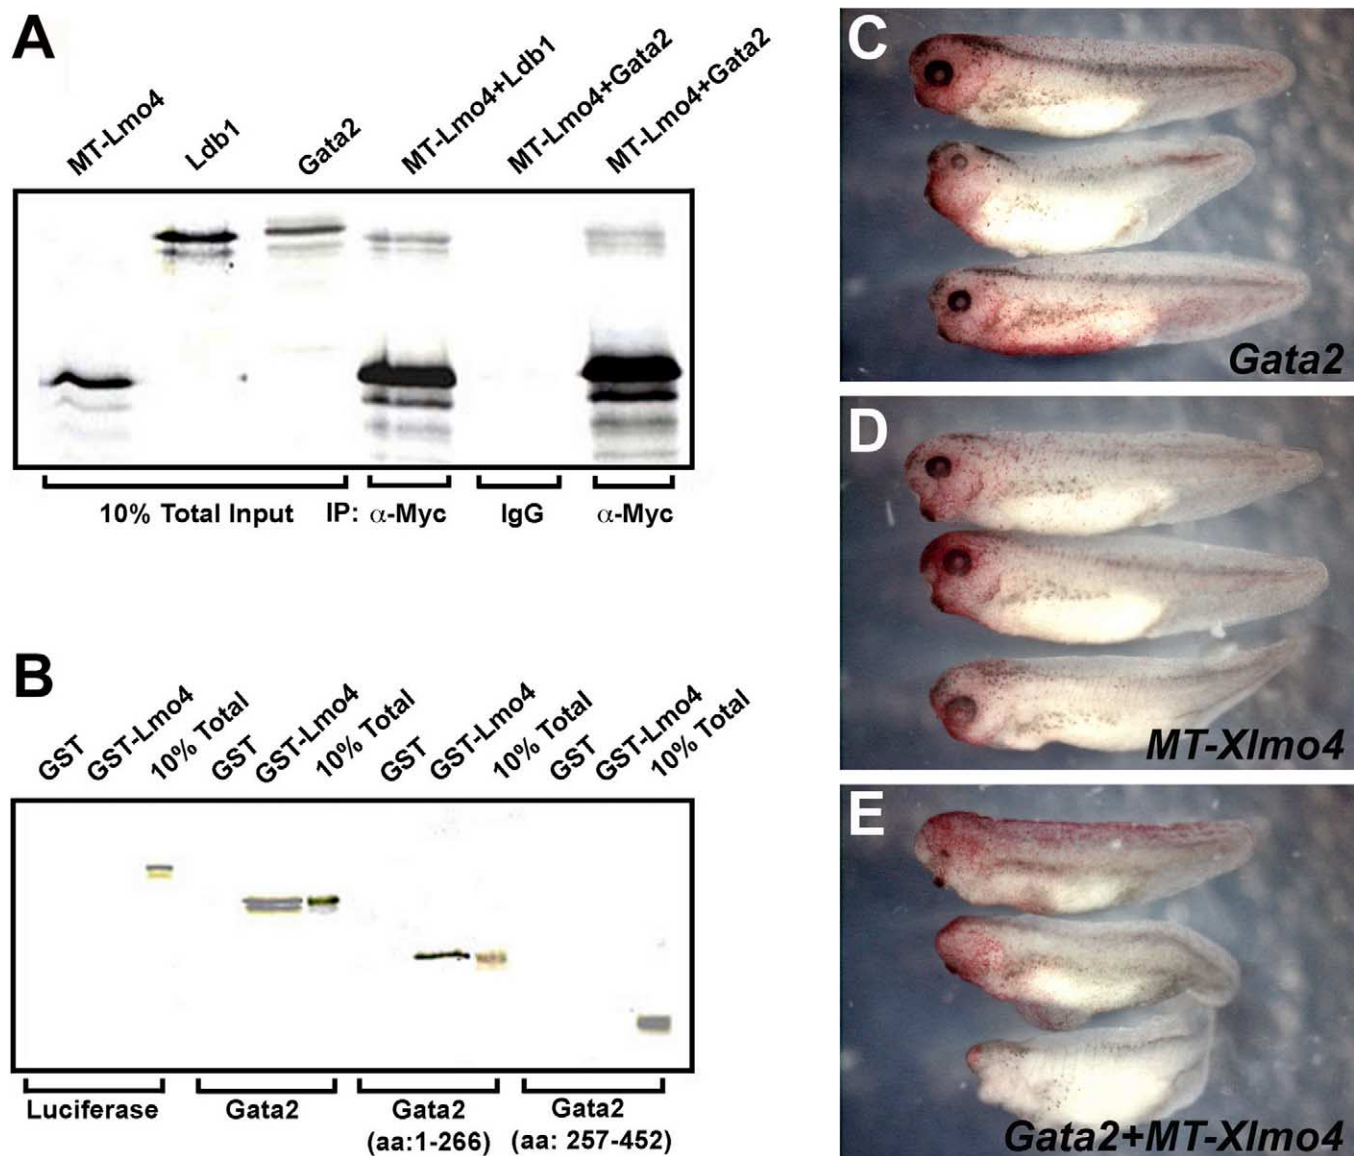 A
MT-Lmo4
Ldb1
Gata2
MT-Lmo4+Ldb1
MT-Lmo4+Gata2
MT-Lmo4+Gata2
10% Total Input IP: α-Myc IgG α-Myc
B
GST
GST-Lmo4
10% Total
GST
GST-Lmo4
10% Total
GST
GST-Lmo4
10% Total
GST
GST-Lmo4
10% Total
Luciferase Gata2 Gata2 Gata2
(aa:1-266) (aa: 257-452)
C
Gata2
D
MT-Xlmo4
E
Gata2+MT-Xlmo4